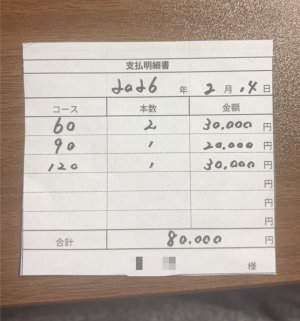 支払明細書
2026 年 2 月 14 日
コース 本数 金額
60 2 30.000 円
90 1 20.000 円
120 1 30.000 円
円
円
円
合計 80.000 円
様